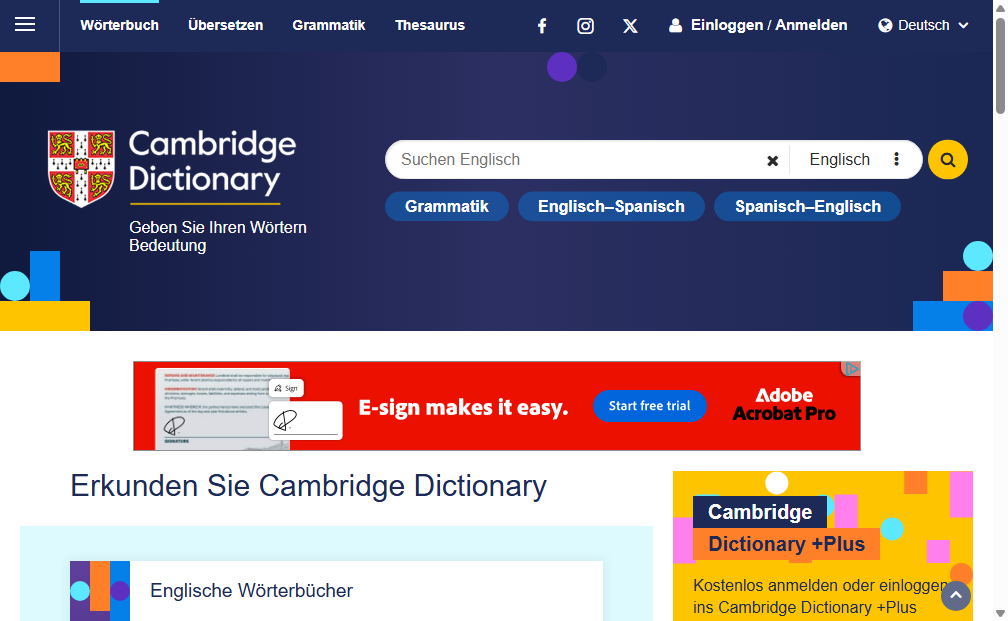 Wörterbuch Übersetzen Grammatik Thesaurus Einloggen / Anmelden Deutsch
Cambridge
Dictionary
Geben Sie Ihren Wörtern
Bedeutung
Suchen Englisch Englisch
Grammatik Englisch–Spanisch Spanisch–Englisch
Sign
SIGNATURE
E-sign makes it easy.
Start free trial
Adobe
Acrobat Pro
Erkunden Sie Cambridge Dictionary
Englische Wörterbücher
Cambridge
Dictionary +Plus
Kostenlos anmelden oder einloggen
ins Cambridge Dictionary +Plus